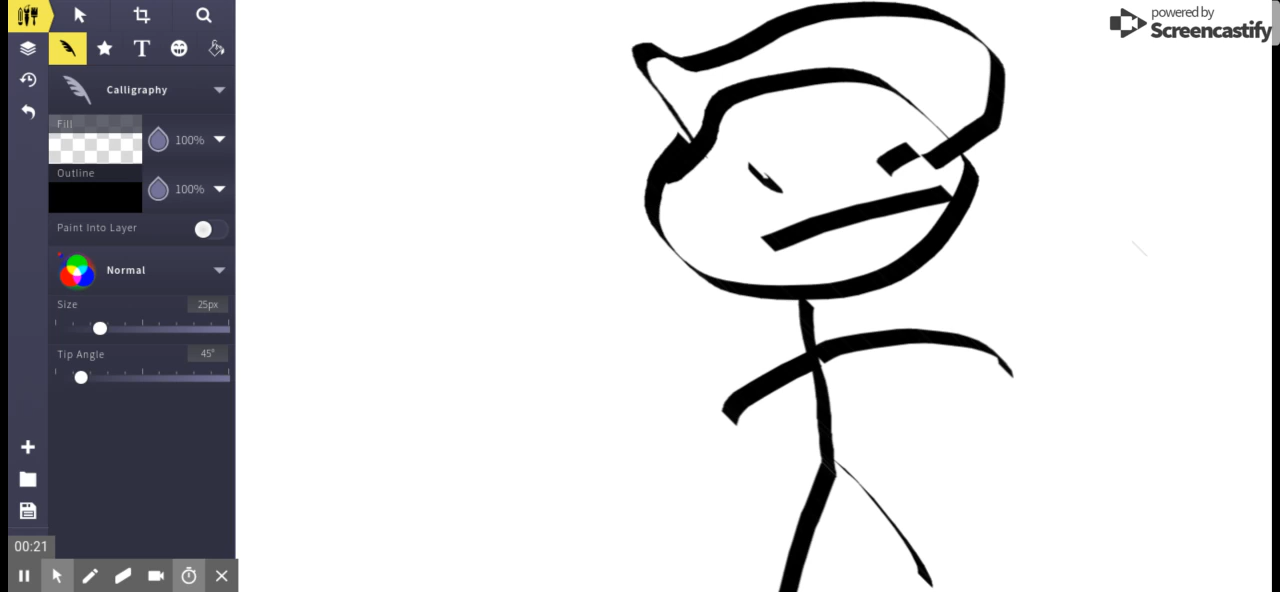 powered by
Screencastify
T
Calligraphy
Fill
100%
Outline
100%
Paint Into Layer
Normal
Size
25px
Tip Angle
45°
00:21